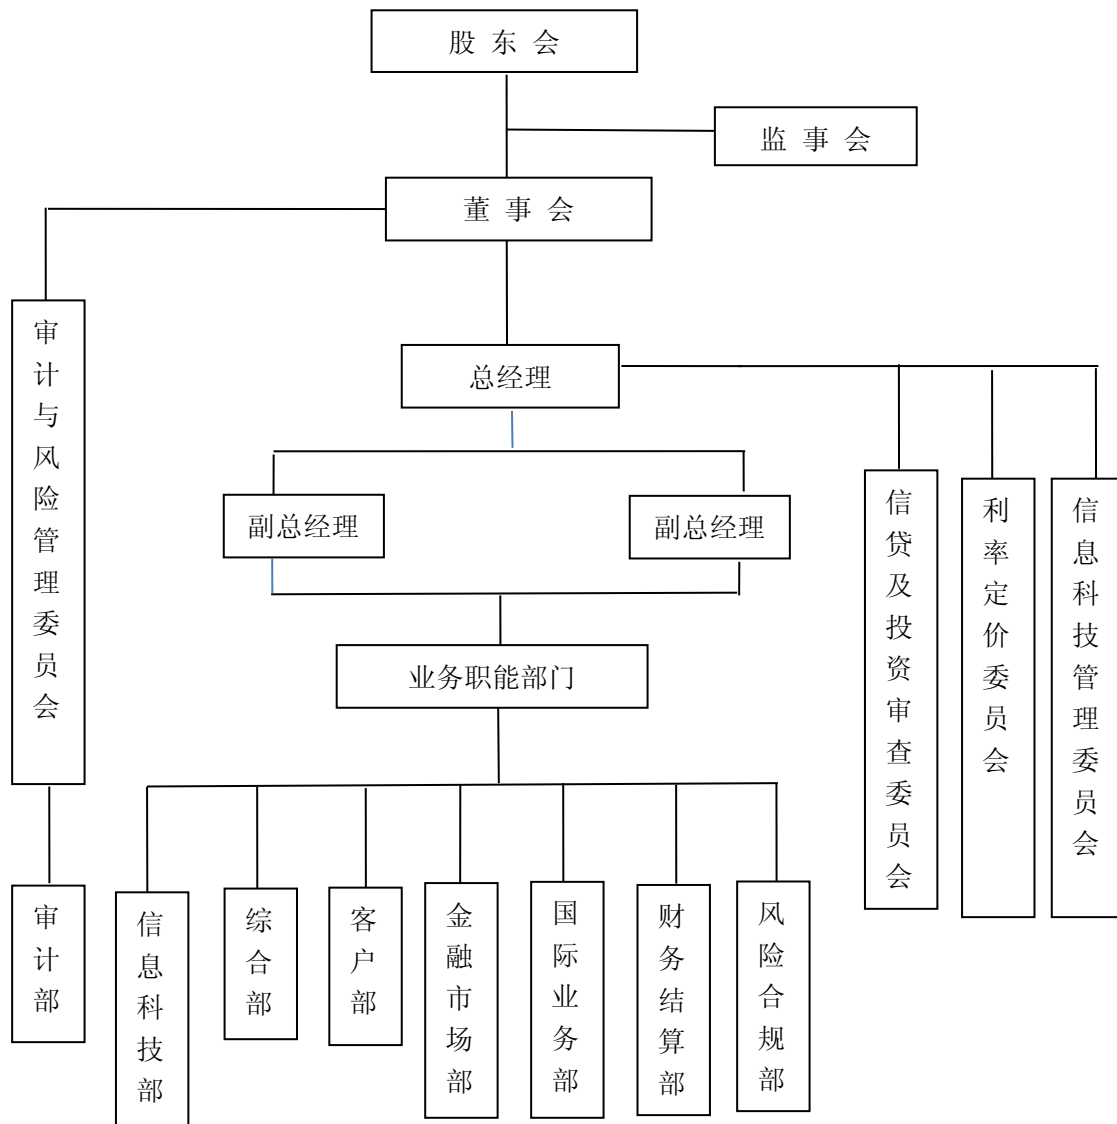 股 东 会
监 事 会
董 事 会
审计与风险管理委员会
总经理
副总经理
副总经理
信贷及投资审查委员会
利率定价委员会
信息科技管理委员会
业务职能部门
审计部
信息科技部
综合部
客户部
金融市场部
国际业务部
财务结算部
风险合规部